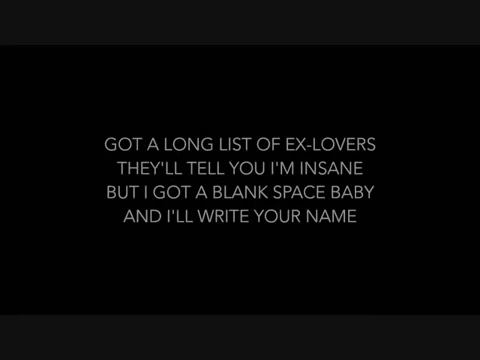 GOT A LONG LIST OF EX-LOVERS
THEY'LL TELL YOU I'M INSANE
BUT I GOT A BLANK SPACE BABY
AND I'LL WRITE YOUR NAME